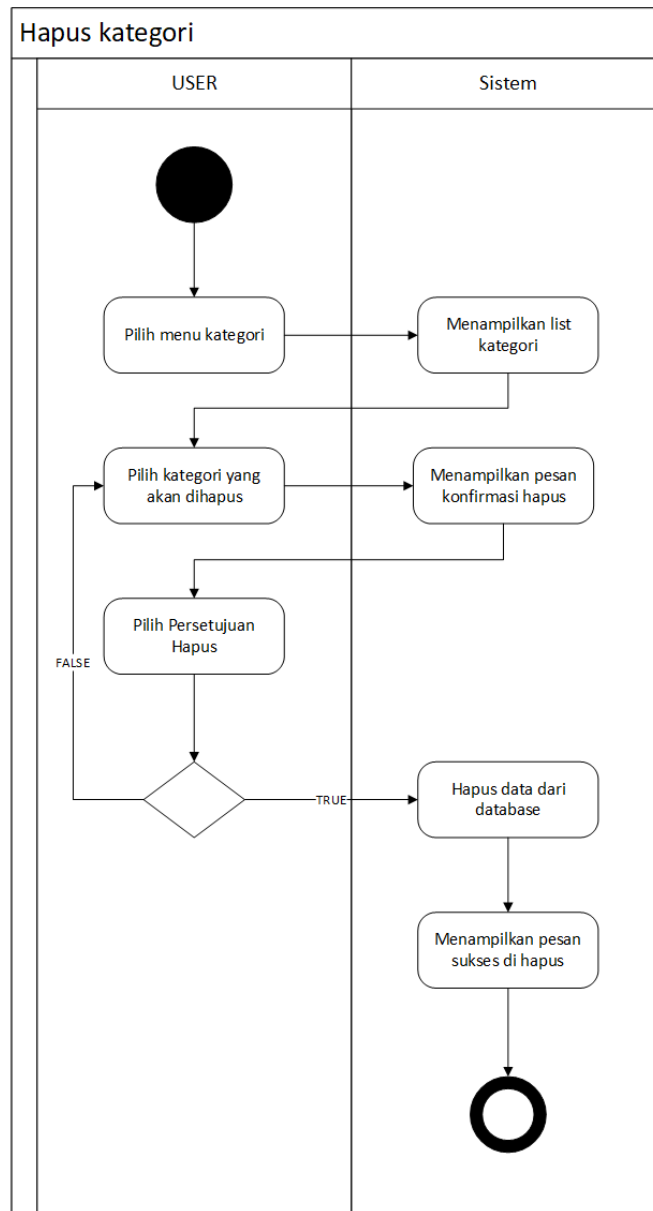 Hapus kategori
USER
Sistem
Pilih menu kategori
Menampilkan list
kategori
Pilih kategori yang
akan dihapus
Menampilkan pesan
konfirmasi hapus
Pilih Persetujuan
Hapus
FALSE
TRUE
Hapus data dari
database
Menampilkan pesan
sukses di hapus